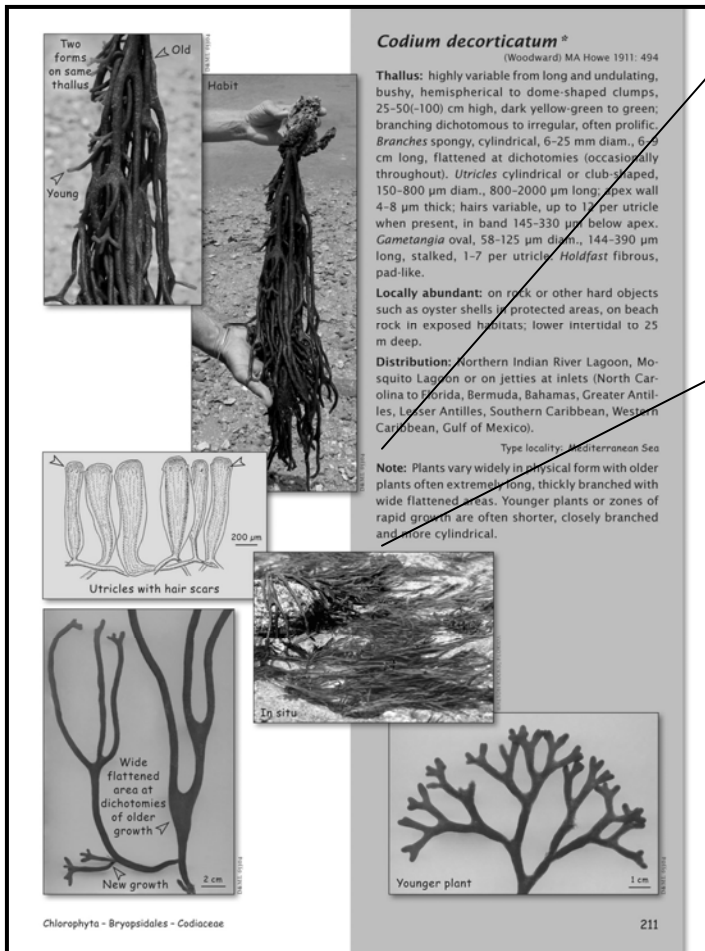 Two
forms
on same
thallus
Old
Young
Habit
Codium decorticatum*
(Woodward) MA Howe 1911: 494
Thallus: highly variable from long and undulating,
bushy, hemispherical to dome-shaped clumps,
25–50(–100) cm high, dark yellow-green to green;
branching dichotomous to irregular, often prolific.
Branches spongy, cylindrical, 6–25 mm diam., 6–9
cm long, flattened at dichotomies (occasionally
throughout). Utricles cylindrical or club-shaped,
150–800 µm diam., 800–2000 µm long; apex wall
4–8 µm thick; hairs variable, up to 12 per utricle
when present, in band 145–330 µm below apex.
Gametangia oval, 58–125 µm diam., 144–390 µm
long, stalked, 1–7 per utricle. Holdfast fibrous,
pad-like.
Locally abundant: on rock or other hard objects
such as oyster shells in protected areas, on beach
rock in exposed habitats; lower intertidal to 25
m deep.
Distribution: Northern Indian River Lagoon, Mo-
squito Lagoon or on jetties at inlets (North Car-
olina to Florida, Bermuda, Bahamas, Greater Antil-
les, Lesser Antilles, Southern Caribbean, Western
Caribbean, Gulf of Mexico).
Type locality: Mediterranean Sea
Note: Plants vary widely in physical form with older
plants often extremely long, thickly branched with
wide flattened areas. Younger plants or zones of
rapid growth are often shorter, closely branched
and more cylindrical.
200 µm
Utricles with hair scars
In situ
Wide
flattened
area at
dichotomies
of older
growth
New growth
2 cm
Younger plant
1 cm
Chlorophyta – Bryopsidales – Codiaceae
211